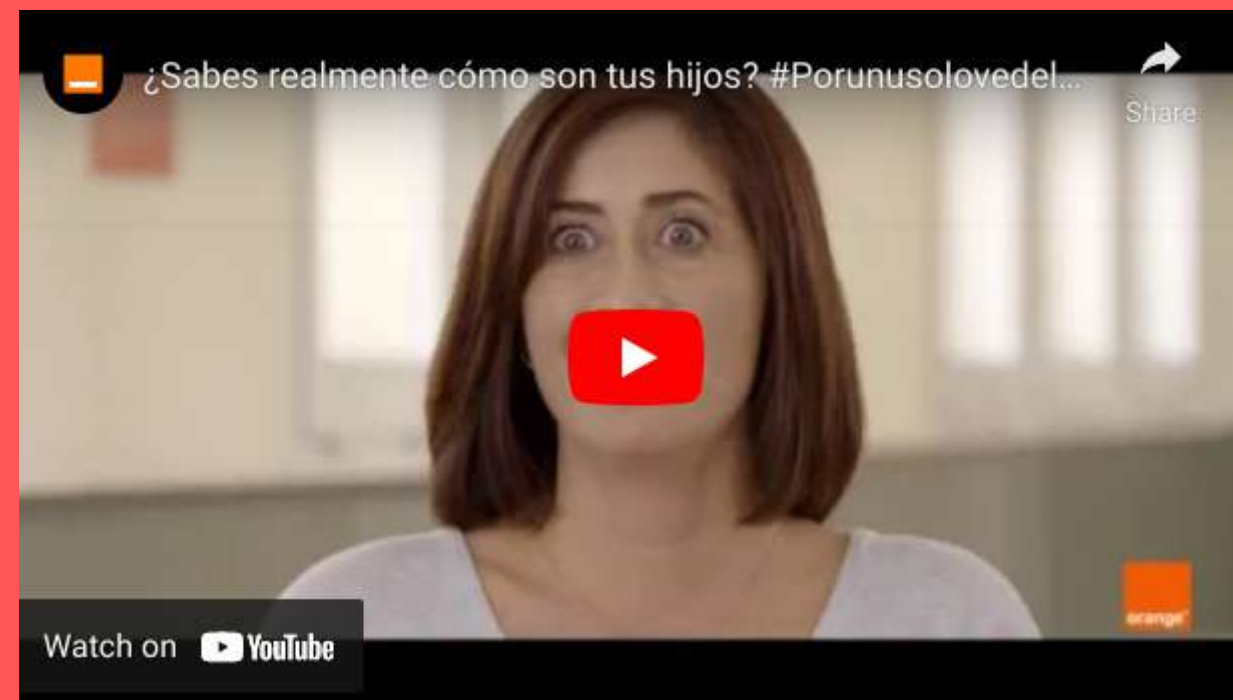 ¿Sabes realmente cómo son tus hijos? #Porunusolovedel...
Share
orange
Watch on YouTube